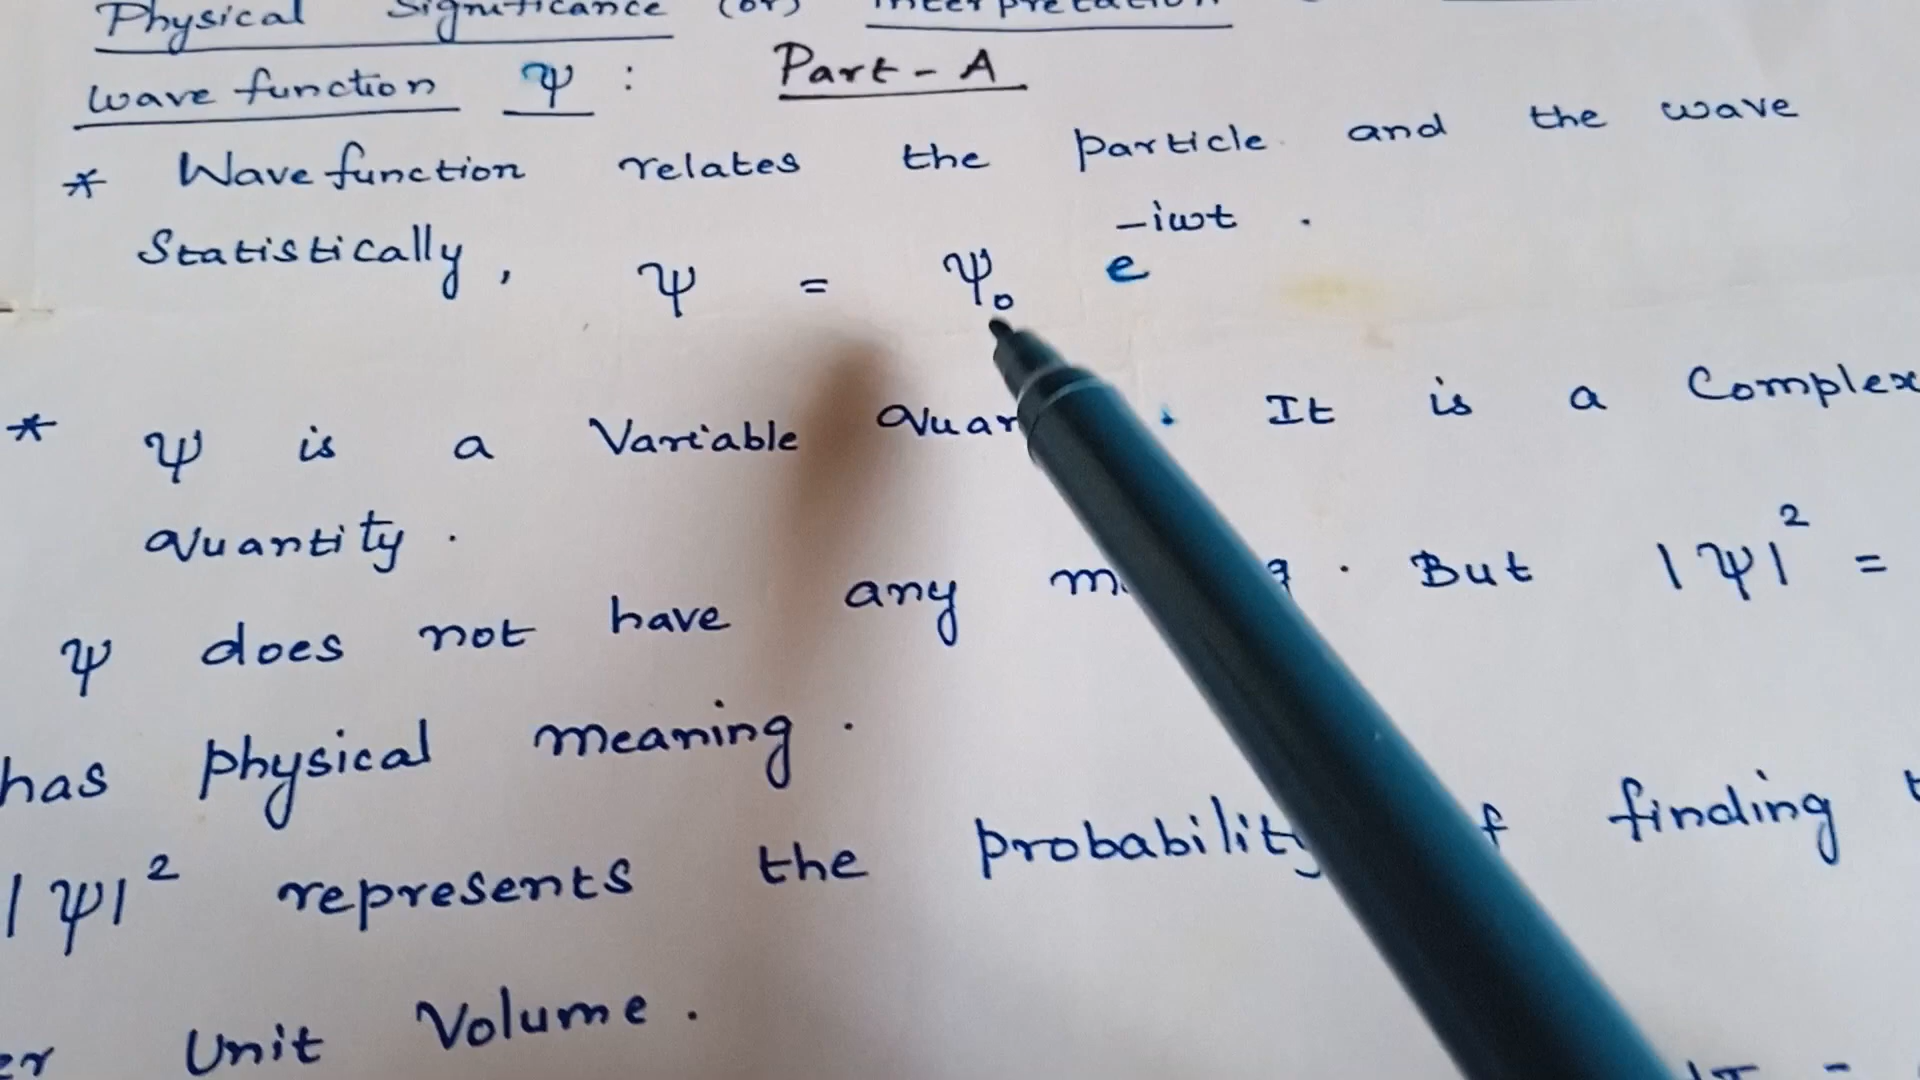 Physical Significance (or) Interpretation
Wave function ψ : Part - A
* Wave function relates the particle and the wave
Statistically, ψ = ψ₀ e^-iωt .
* ψ is a Variable . It is a Complex
Quantity .
ψ does not have any . But |ψ|² =
has physical meaning .
|ψ|² represents the probability finding
Unit Volume .